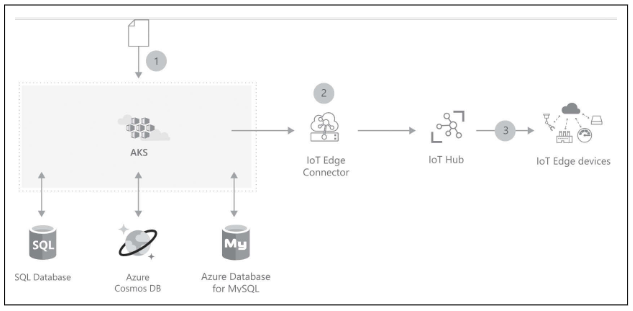 1
2
AKS
IoT Edge
Connector
IoT Hub
3
IoT Edge devices
SQL
My
SQL Database
Azure
Cosmos DB
Azure Database
for MySQL